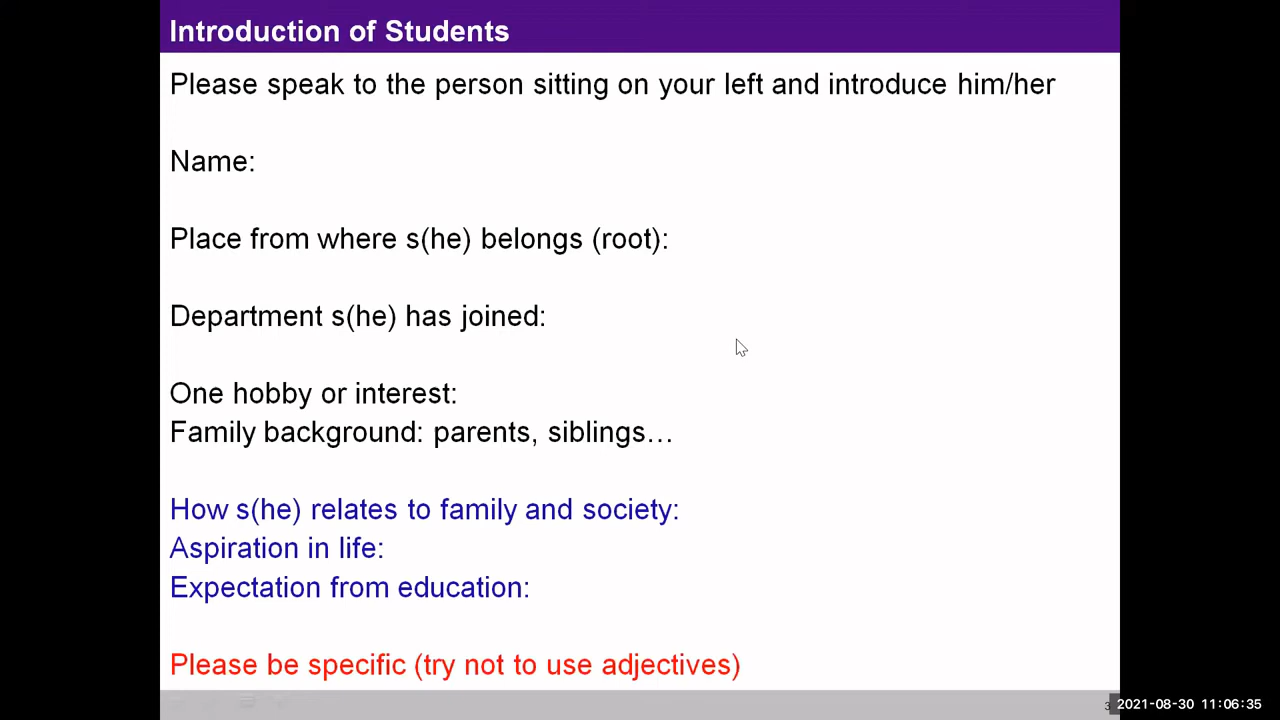 Introduction of Students
Please speak to the person sitting on your left and introduce him/her
Name:
Place from where s(he) belongs (root):
Department s(he) has joined:
One hobby or interest:
Family background: parents, siblings…
How s(he) relates to family and society:
Aspiration in life:
Expectation from education:
Please be specific (try not to use adjectives)
3
2021-08-30 11:06:35